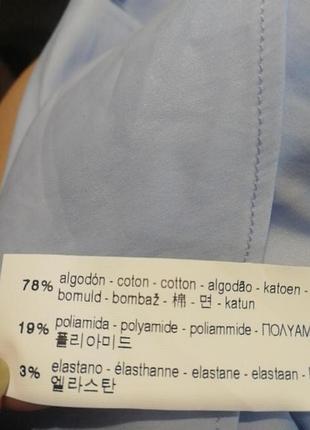 78% algodón - coton - cotton - algodão - katoen -
bomuld - bombaž - 棉 - 면 - katun
19% poliamida - polyamide - poliammide - ΠΟΛΥΑΜ
폴리아미드
3% elastano - élasthanne - elastane - elastaan -
엘라스탄